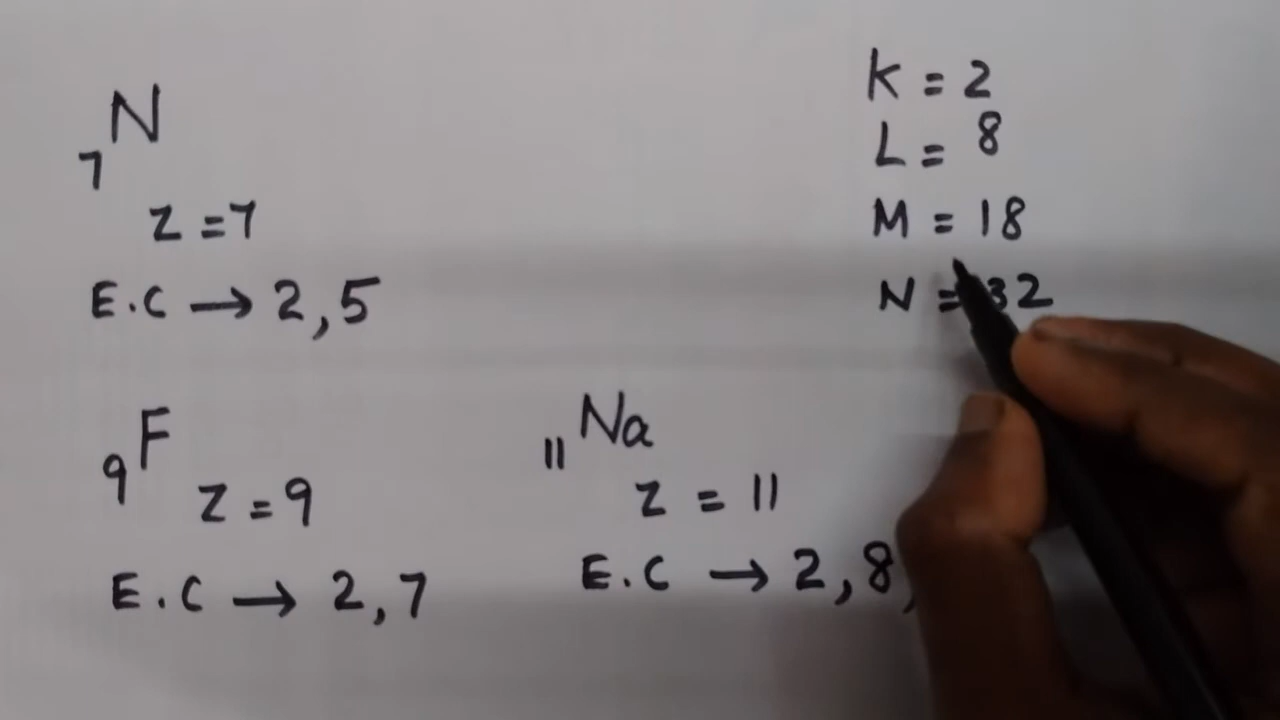 7N
Z = 7
E.C → 2,5
K = 2
L = 8
M = 18
N = 32
9F
Z = 9
E.C → 2,7
11Na
Z = 11
E.C → 2,8,